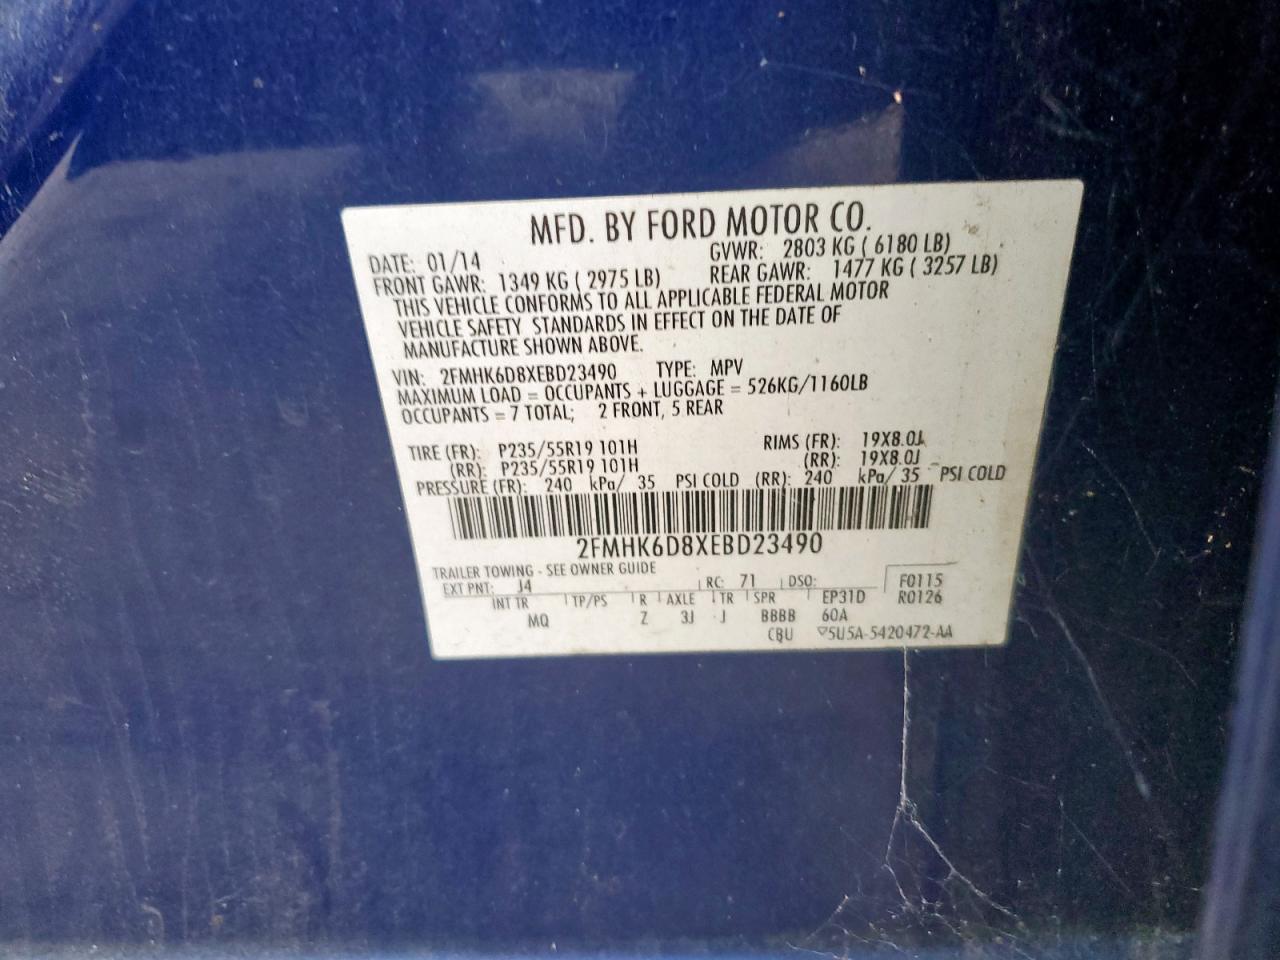 MFD. BY FORD MOTOR CO.
DATE: 01/14 GVWR: 2803 KG ( 6180 LB)
FRONT GAWR: 1349 KG ( 2975 LB) REAR GAWR: 1477 KG ( 3257 LB)
THIS VEHICLE CONFORMS TO ALL APPLICABLE FEDERAL MOTOR
VEHICLE SAFETY STANDARDS IN EFFECT ON THE DATE OF
MANUFACTURE SHOWN ABOVE.
VIN: 2FMHK6D8XEBD23490 TYPE: MPV
MAXIMUM LOAD = OCCUPANTS + LUGGAGE = 526KG/1160LB
OCCUPANTS = 7 TOTAL; 2 FRONT, 5 REAR
TIRE (FR): P235/55R19 101H RIMS (FR): 19X8.0J
(RR): P235/55R19 101H (RR): 19X8.0J
PRESSURE (FR): 240 kPa/ 35 PSI COLD (RR): 240 kPa/ 35 PSI COLD
2FMHK6D8XEBD23490
TRAILER TOWING - SEE OWNER GUIDE
EXT PNT: J4 RC: 71 DSO: F0115
INT TR TP/PS R AXLE TR SPR EP31D R0126
MQ Z 3J J BBBB 60A
CBU ▽5U5A-5420472-AA